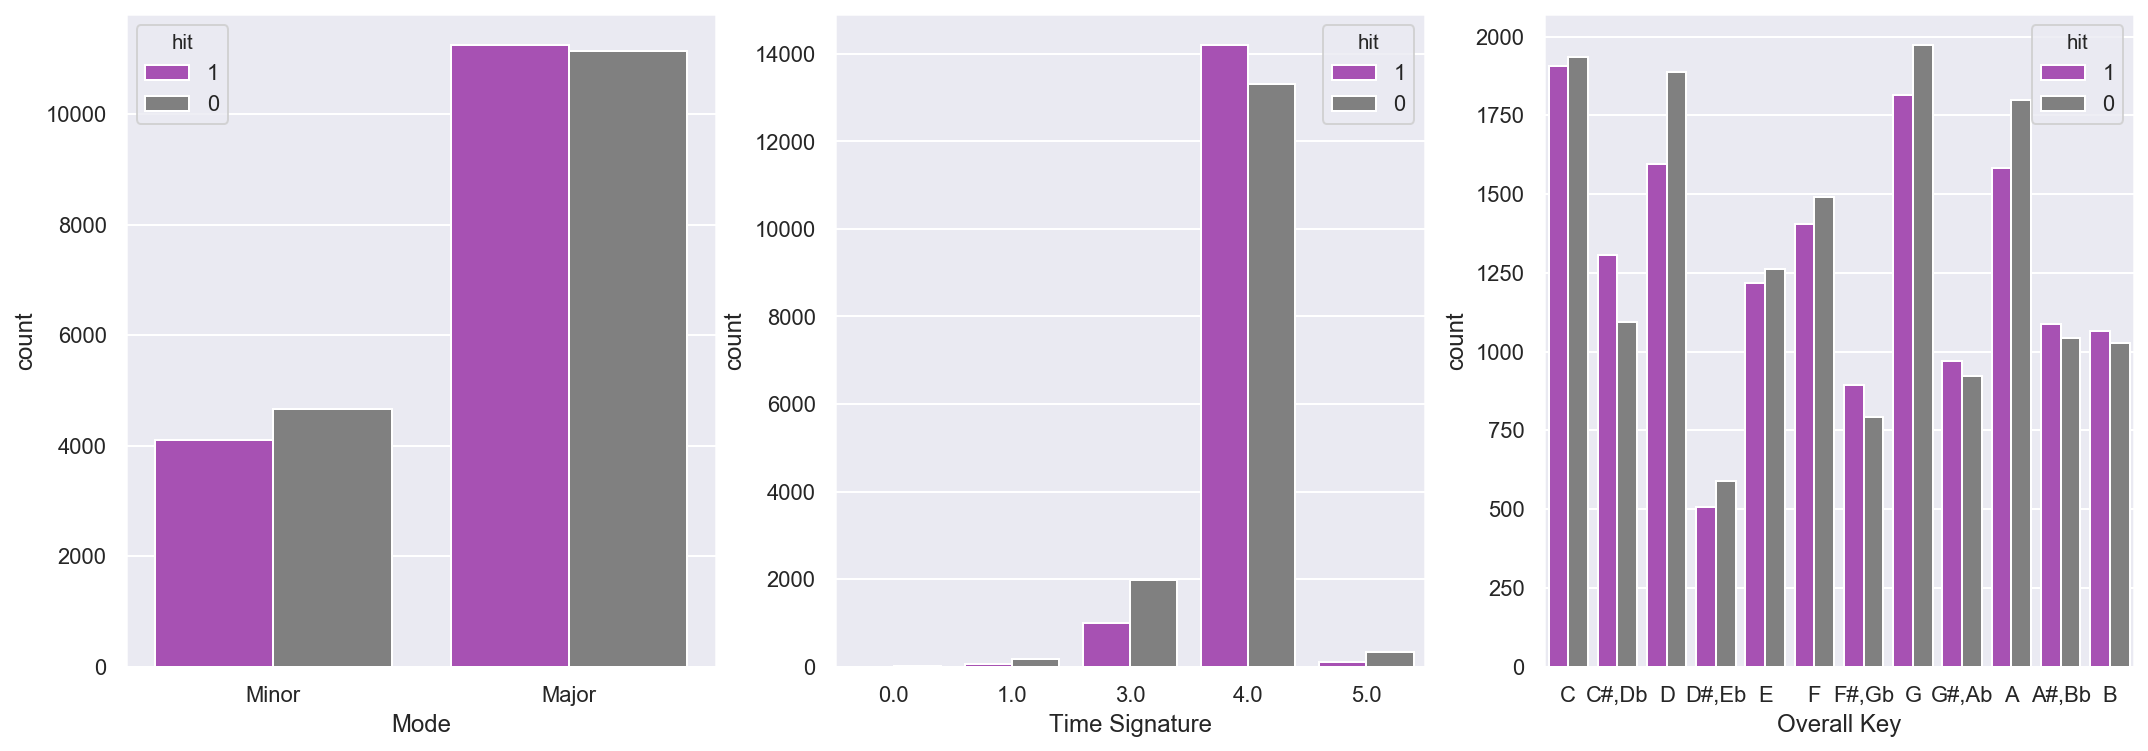 hit
1
0
10000
8000
6000
4000
2000
0
count
Minor Major
Mode
hit
1
0
14000
12000
10000
8000
6000
4000
2000
0
count
0.0 1.0 3.0 4.0 5.0
Time Signature
hit
1
0
2000
1750
1500
1250
1000
750
500
250
0
count
C C#,Db D D#,Eb E F F#,Gb G G#,Ab A A#,Bb B
Overall Key